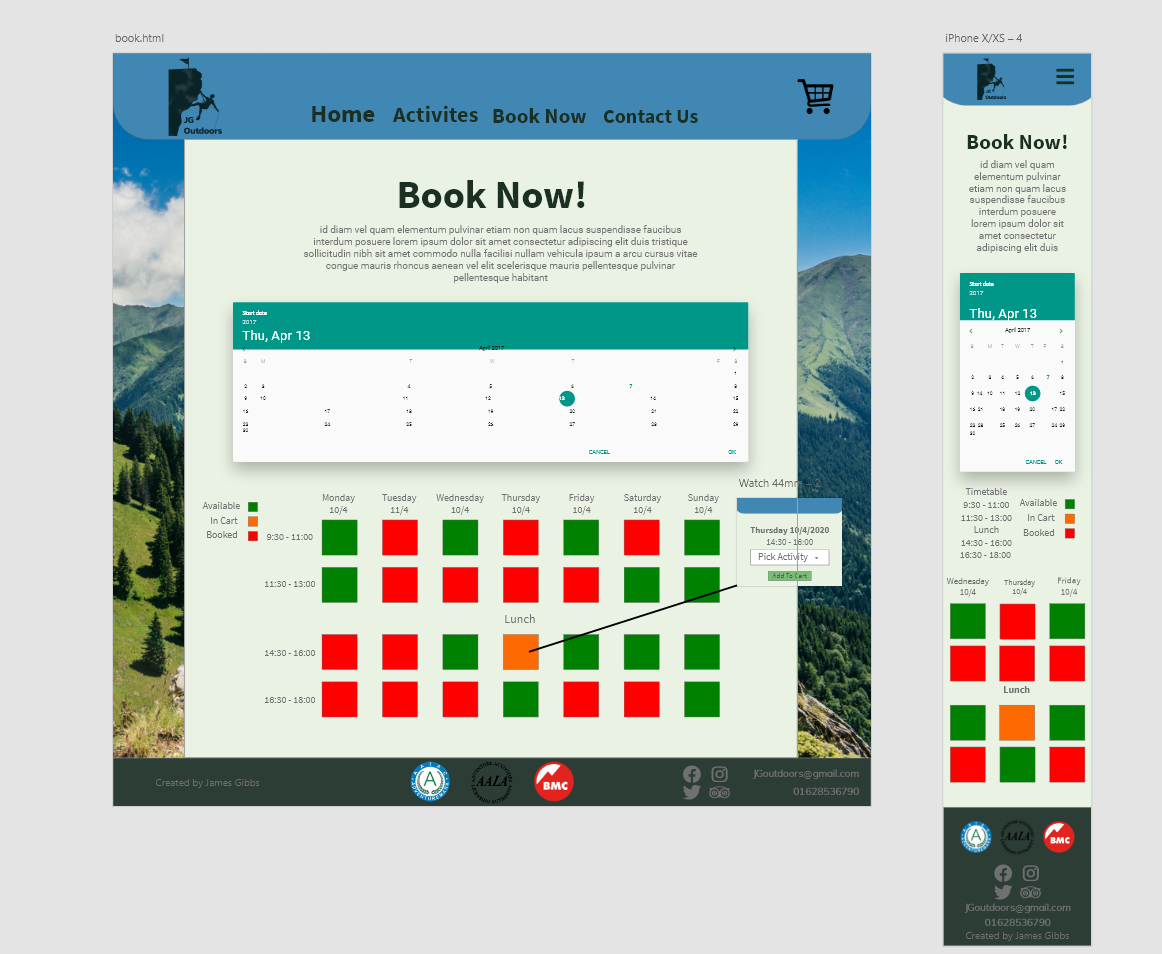 book.html
JG
Outdoors
Home Activites Book Now Contact Us
Book Now!
id diam vel quam elementum pulvinar etiam non quam lacus suspendisse faucibus
interdum posuere lorem ipsum dolor sit amet consectetur adipiscing elit duis tristique
sollicitudin nibh sit amet commodo nulla facilisi nullam vehicula ipsum a arcu cursus vitae
congue mauris rhoncus aenean vel elit scelerisque mauris pellentesque pulvinar
pellentesque habitant
Start date
2017
Thu, Apr 13
‹ April 2017 ›
S M T W T F S
1
2 3 4 5 6 7 8
9 10 11 12 13 14 15
16 17 18 19 20 21 22
23 24 25 26 27 28 29
30
CANCEL OK
Available
In Cart
Booked
Monday Tuesday Wednesday Thursday Friday Saturday Sunday
10/4 11/4 10/4 10/4 10/4 10/4 10/4
9:30 - 11:00
11:30 - 13:00
Lunch
14:30 - 16:00
16:30 - 18:00
Watch 44mm – 2
Thursday 10/4/2020
14:30 - 16:00
Pick Activity
Add To Cart
Created by James Gibbs
AALA
BMC
JGoutdoors@gmail.com
01628536790
iPhone X/XS – 4
JG
Outdoors
Book Now!
id diam vel quam
elementum pulvinar
etiam non quam lacus
suspendisse faucibus
interdum posuere
lorem ipsum dolor sit
amet consectetur
adipiscing elit duis
Start date
2017
Thu, Apr 13
‹ April 2017 ›
S M T W T F S
1
2 3 4 5 6 7 8
9 14 10 11 12 13 15
16 21 18 19 20 17 22
23 28 25 26 27 24 29
30
CANCEL OK
Timetable
9:30 - 11:00
11:30 - 13:00
Lunch
14:30 - 16:00
16:30 - 18:00
Available
In Cart
Booked
Wednesday Thursday Friday
10/4 10/4 10/4
Lunch
AALA
BMC
JGoutdoors@gmail.com
01628536790
Created by James Gibbs